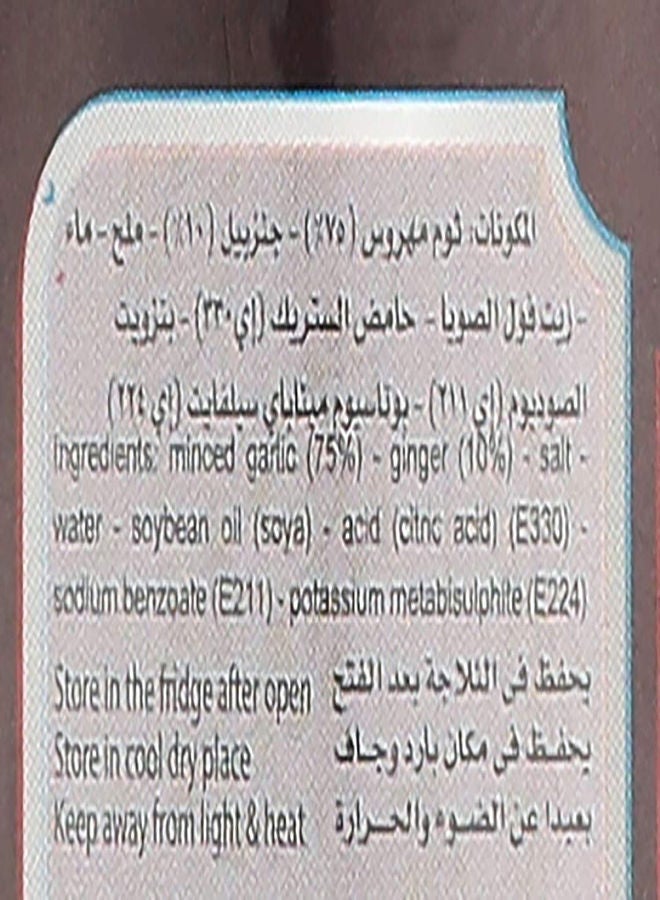 المكونات: ثوم مهروس (٧٥٪) - جنزبيل (١٠٪) - ملح - ماء
- زيت فول الصويا - حامض الستريك (إي ٣٣٠) - بنزويت
الصوديوم (إي ٢١١) - بوتاسيوم ميتاباي سيلفايت (إي ٢٢٤)
Ingredients: minced garlic (75%) - ginger (10%) - salt -
water - soybean oil (soya) - acid (citric acid) (E330) -
sodium benzoate (E211) - potassium metabisulphite (E224)
Store in the fridge after open يحفظ فى الثلاجة بعد الفتح
Store in cool dry place يحفظ فى مكان بارد وجاف
Keep away from light & heat بعيدا عن الضوء والحرارة